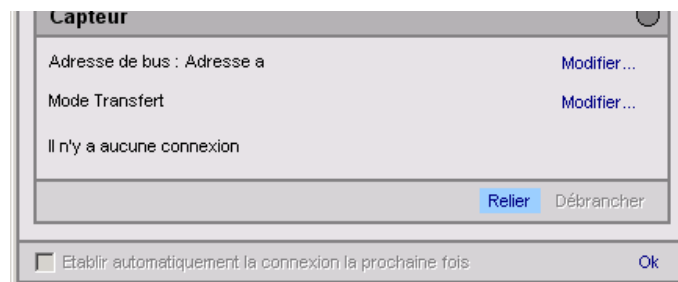 Capteur
Adresse de bus : Adresse a Modifier...
Mode Transfert Modifier...
Il n'y a aucune connexion
Relier Débrancher
Etablir automatiquement la connexion la prochaine fois Ok